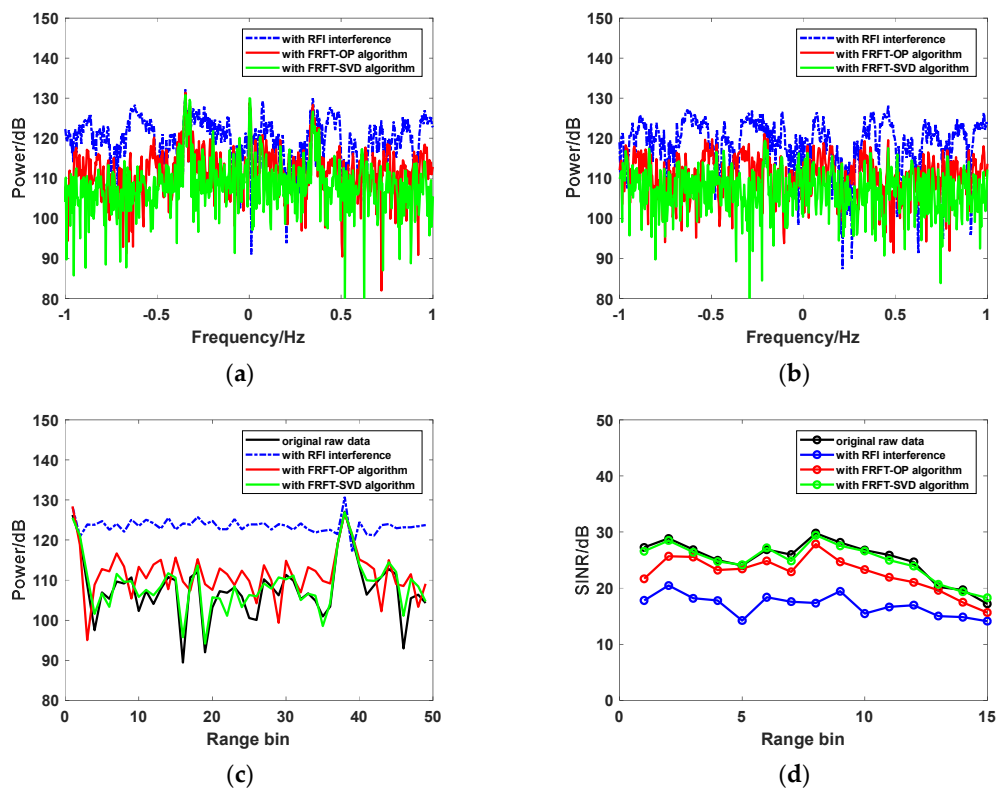 150
140
130
120
110
100
90
80
Power/dB
-1
-0.5
0
0.5
1
Frequency/Hz
with RFI interference
with FRFT-OP algorithm
with FRFT-SVD algorithm
(a)
150
140
130
120
110
100
90
80
Power/dB
-1
-0.5
0
0.5
1
Frequency/Hz
with RFI interference
with FRFT-OP algorithm
with FRFT-SVD algorithm
(b)
150
140
130
120
110
100
90
80
Power/dB
0
10
20
30
40
50
Range bin
original raw data
with RFI interference
with FRFT-OP algorithm
with FRFT-SVD algorithm
(c)
50
40
30
20
10
0
SINR/dB
0
5
10
15
Range bin
original raw data
with RFI interference
with FRFT-OP algorithm
with FRFT-SVD algorithm
(d)